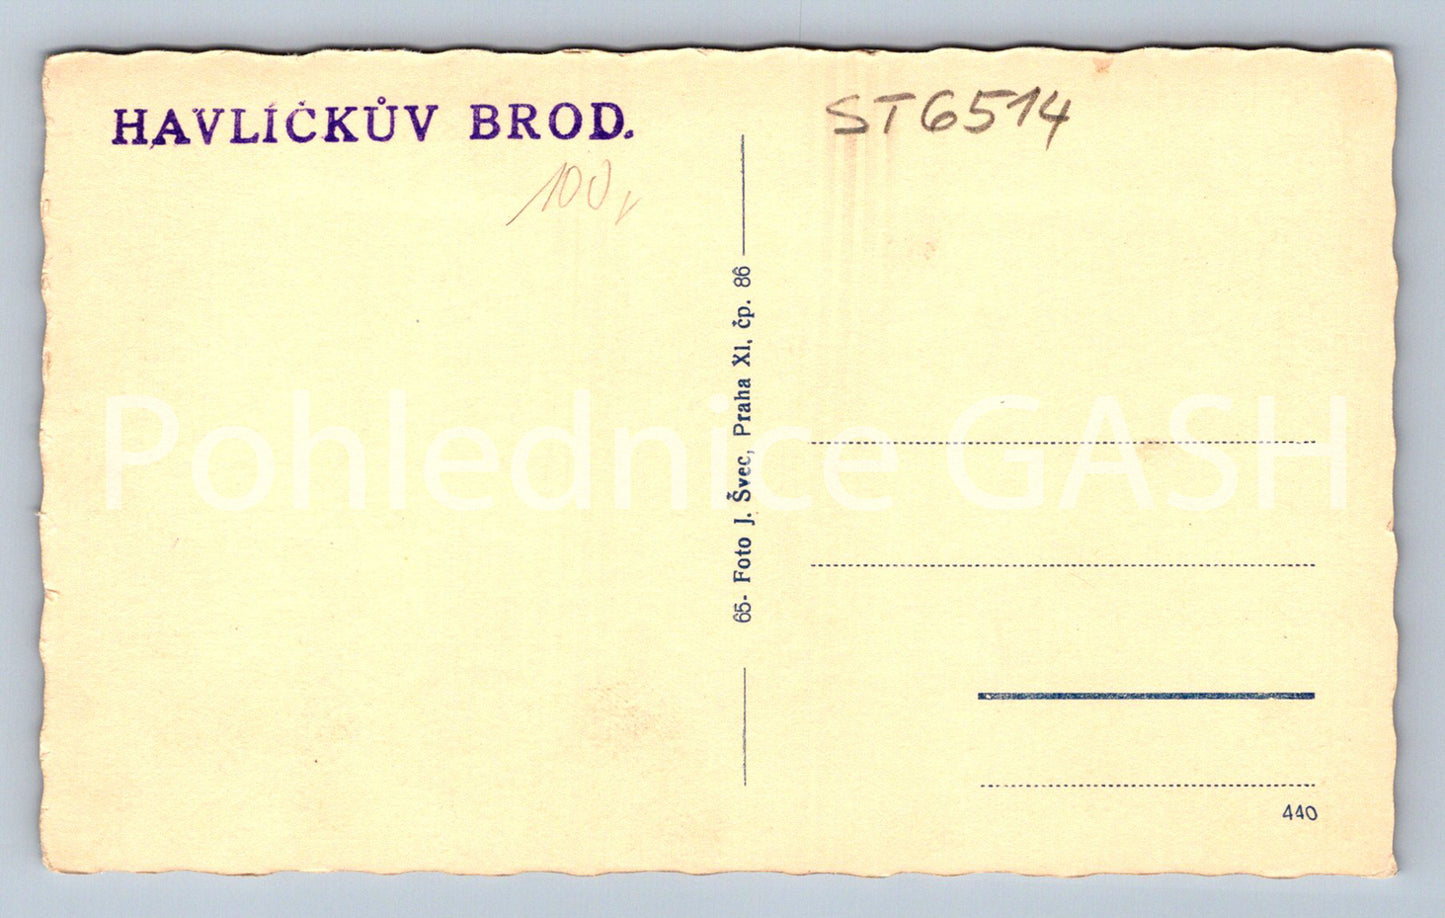 HAVLÍČKŮV BROD.
100,
ST6514
65- Foto J. Švec, Praha XI, čp. 86
Pohlednice GASH
440